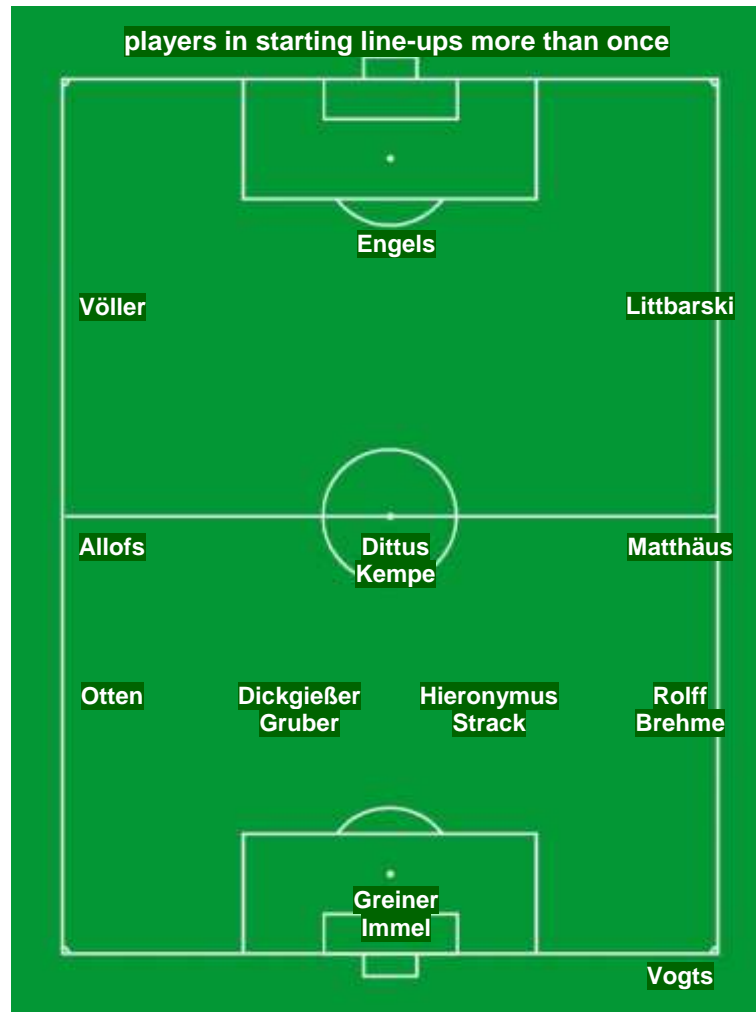 players in starting line-ups more than once
Engels
Völler
Littbarski
Allofs
Dittus
Kempe
Matthäus
Otten
Dickgießer
Gruber
Hieronymus
Strack
Rolff
Brehme
Greiner
Immel
Vogts